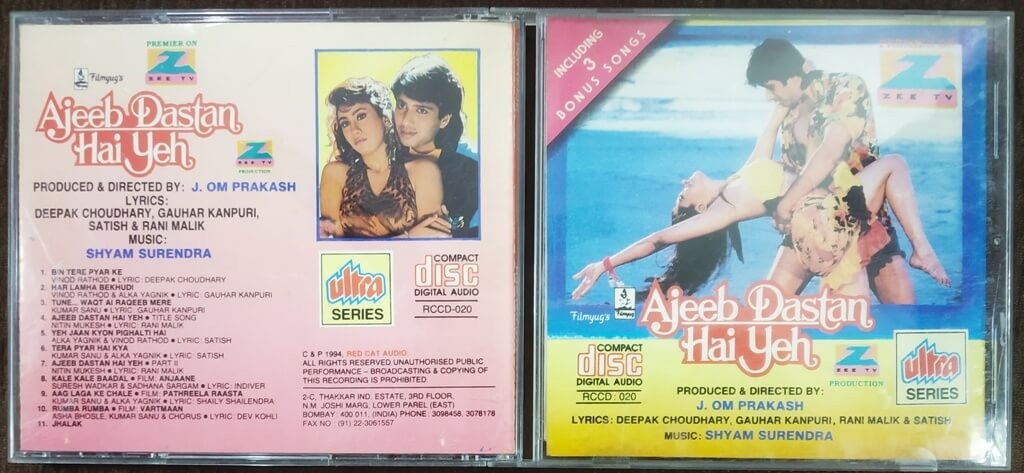 PREMIER ON
Z
ZEE TV
Filmyug's
Ajeeb Dastan
Hai Yeh
Z
ZEE TV
PRODUCTION
PRODUCED & DIRECTED BY: J. OM PRAKASH
LYRICS:
DEEPAK CHOUDHARY, GAUHAR KANPURI,
SATISH & RANI MALIK
MUSIC:
SHYAM SURENDRA
1. BIN TERE PYAR KE
VINOD RATHOD • LYRIC: DEEPAK CHOUDHARY
2. HAR LAMHA BEKHUDI
VINOD RATHOD & ALKA YAGNIK • LYRIC: GAUHAR KANPURI
3. TUNE... WAQT AI RAQEEB MERE
KUMAR SANU • LYRIC: GAUHAR KANPURI
4. AJEEB DASTAN HAI YEH • TITLE SONG
NITIN MUKESH • LYRIC: RANI MALIK
5. YEH JAAN KYON PIGHALTI HAI
ALKA YAGNIK & VINOD RATHOD • LYRIC: SATISH
6. TERA PYAR HAI KYA
KUMAR SANU & ALKA YAGNIK • LYRIC: SATISH
7. AJEEB DASTAN HAI YEH • PART II
NITIN MUKESH • LYRIC: RANI MALIK
8. KALE KALE BAADAL • FILM: ANJAANE
SURESH WADKAR & SADHANA SARGAM • LYRIC: INDIVER
9. AAG LAGA KE CHALE • FILM: PATHREELA RAASTA
KUMAR SANU & ALKA YAGNIK • LYRIC: SHAILY SHAILENDRA
10. RUMBA RUMBA • FILM: VARTMAAN
ASHA BHOSLE, KUMAR SANU & CHORUS • LYRIC: DEV KOHLI
11. JHALAK
ultra
SERIES
COMPACT
disc
DIGITAL AUDIO
RCCD-020
C & P 1994, RED CAT AUDIO.
ALL RIGHTS RESERVED UNAUTHORISED PUBLIC
PERFORMANCE - BROADCASTING & COPYING OF
THIS RECORDING IS PROHIBITED
2-C, THAKKAR IND. ESTATE, 3RD FLOOR,
N.M JOSHI MARG, LOWER PAREL (EAST)
BOMBAY : 400 011, (INDIA) PHONE : 3098458, 3078178
FAX NO : (91) 22-3061557
INCLUDING
3
BONUS SONGS
Z
ZEE TV
Filmyug's
Filmyug
Ajeeb Dastan
Hai Yeh
COMPACT
disc
DIGITAL AUDIO
RCCD : 020
Z
ZEE TV
PRODUCTION
ultra
SERIES
PRODUCED & DIRECTED BY:
J. OM PRAKASH
LYRICS: DEEPAK CHOUDHARY, GAUHAR KANPURI, RANI MALIK & SATISH
MUSIC: SHYAM SURENDRA